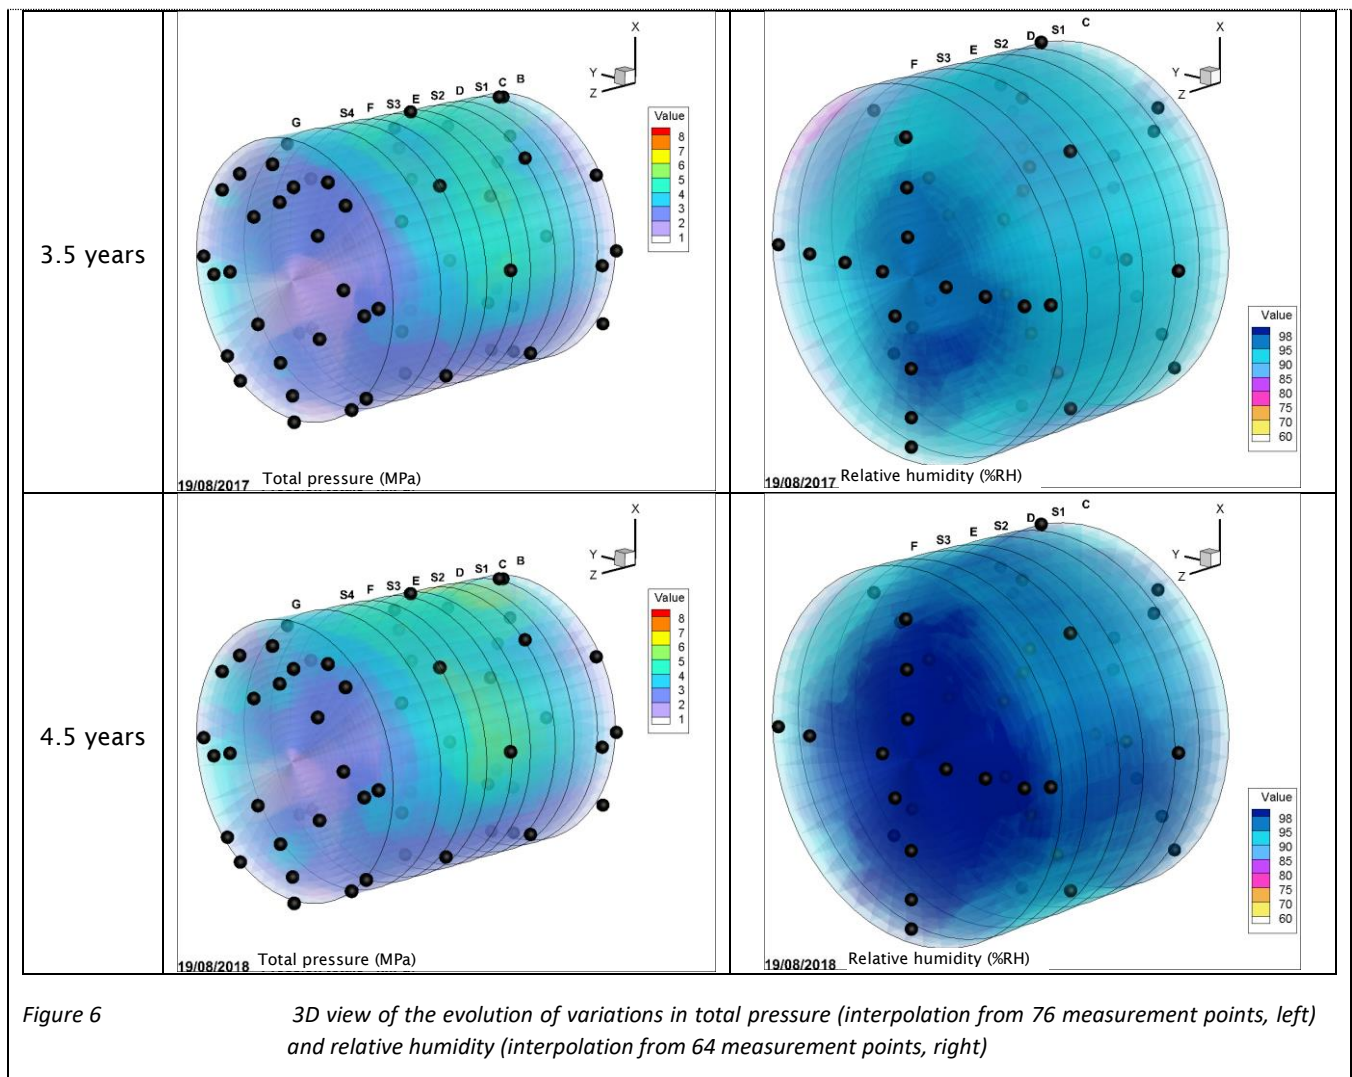 3.5 years
X
Y
Z
G S4 F S3 E S2 D S1 C B
Value
8
7
6
5
4
3
2
1
19/08/2017 Total pressure (MPa)
X
Y
Z
F S3 E S2 D S1 C
Value
98
95
90
85
80
75
70
60
19/08/2017 Relative humidity (%RH)
4.5 years
X
Y
Z
G S4 F S3 E S2 D S1 C B
Value
8
7
6
5
4
3
2
1
19/08/2018 Total pressure (MPa)
X
Y
Z
F S3 E S2 D S1 C
Value
98
95
90
85
80
75
70
60
19/08/2018 Relative humidity (%RH)
Figure 6 3D view of the evolution of variations in total pressure (interpolation from 76 measurement points, left)
and relative humidity (interpolation from 64 measurement points, right)